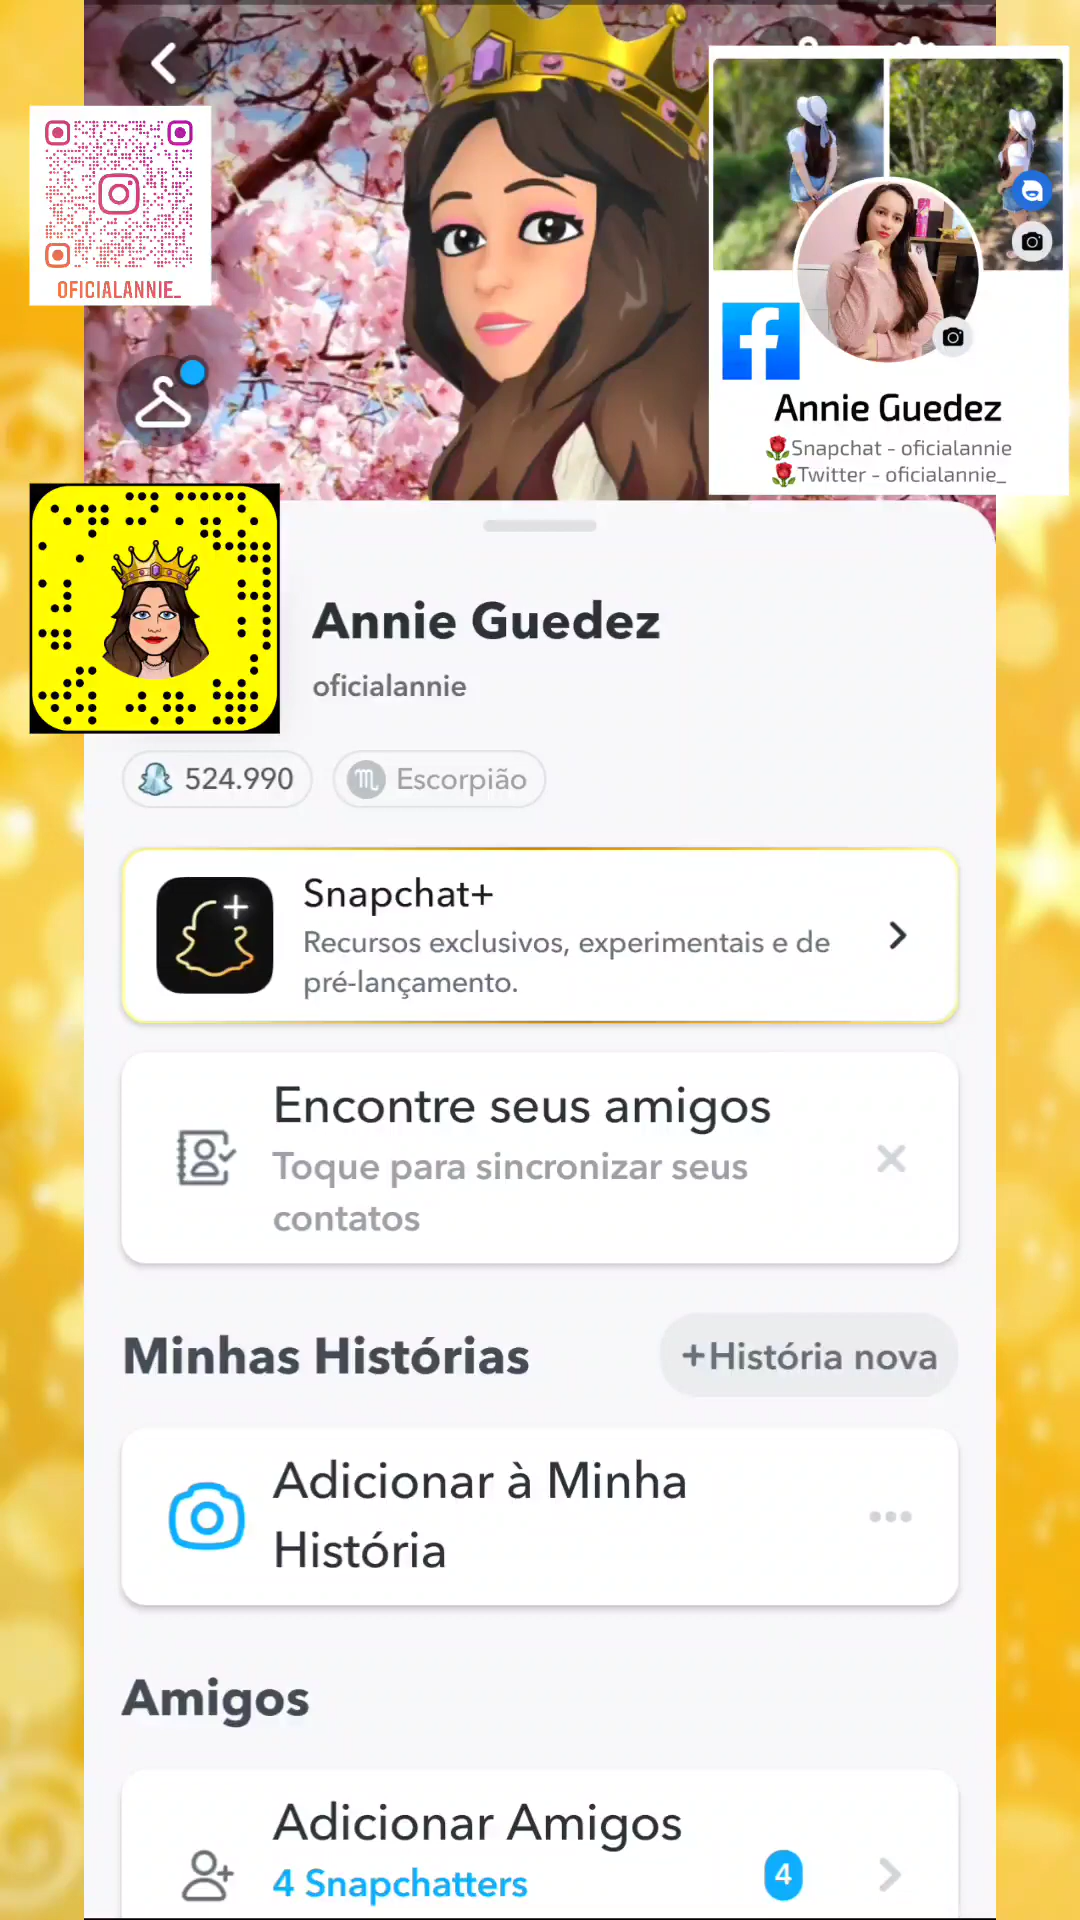 OFICIALANNIE_
Annie Guedez
🌹Snapchat - oficialannie
🌹Twitter - oficialannie_
Annie Guedez
oficialannie
524.990
Escorpião
Snapchat+
Recursos exclusivos, experimentais e de
pré-lançamento.
Encontre seus amigos
Toque para sincronizar seus
contatos
Minhas Histórias
+História nova
Adicionar à Minha
História
Amigos
Adicionar Amigos
4 Snapchatters
4